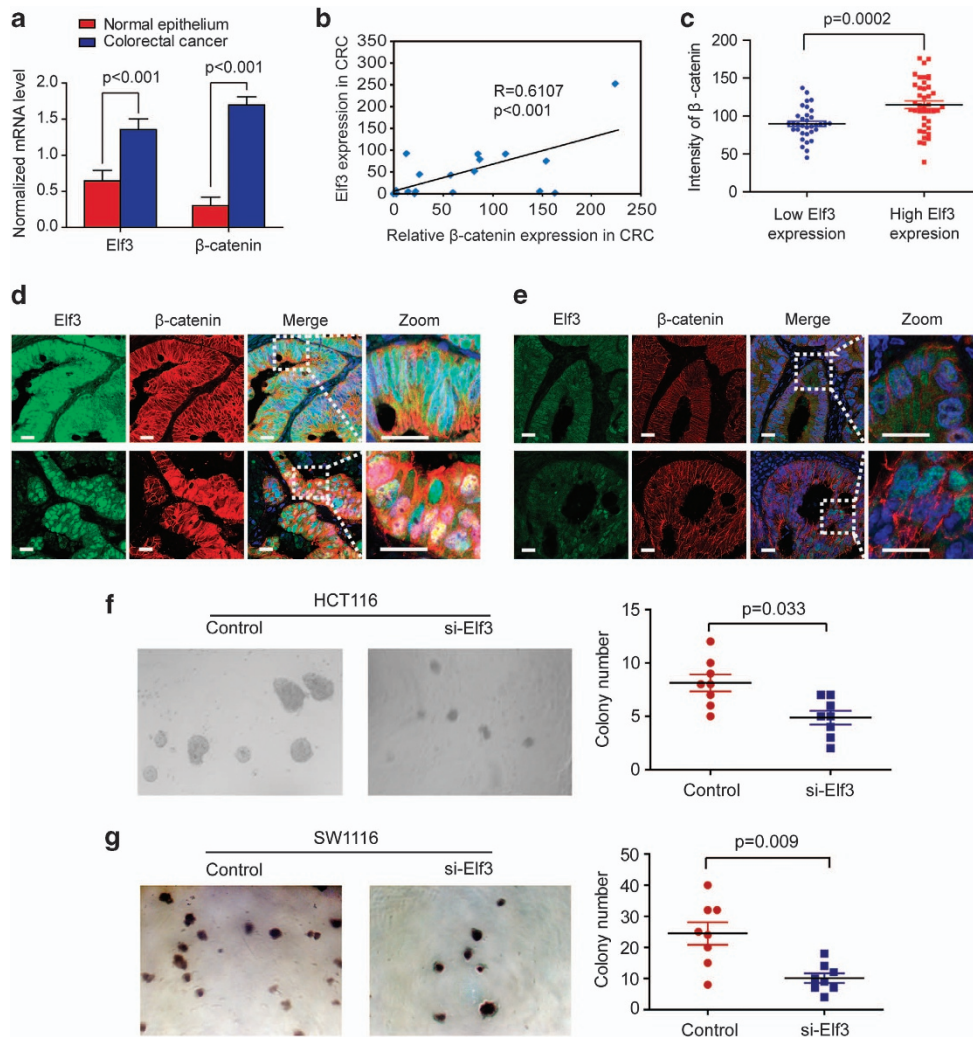 a
Normal epithelium
Colorectal cancer
p<0.001
p<0.001
Normalized mRNA level
2.0
1.5
1.0
0.5
0.0
Elf3
β-catenin
b
Elf3 expression in CRC
350
300
250
200
150
100
50
0
R=0.6107
p<0.001
0
50
100
150
200
250
Relative β-catenin expression in CRC
c
p=0.0002
Intensity of β -catenin
200
150
100
50
0
Low Elf3
expression
High Elf3
expresion
d
Elf3
β-catenin
Merge
Zoom
e
Elf3
β-catenin
Merge
Zoom
f
HCT116
Control
si-Elf3
p=0.033
Colony number
15
10
5
0
Control
si-Elf3
g
SW1116
Control
si-Elf3
p=0.009
Colony number
50
40
30
20
10
0
Control
si-Elf3